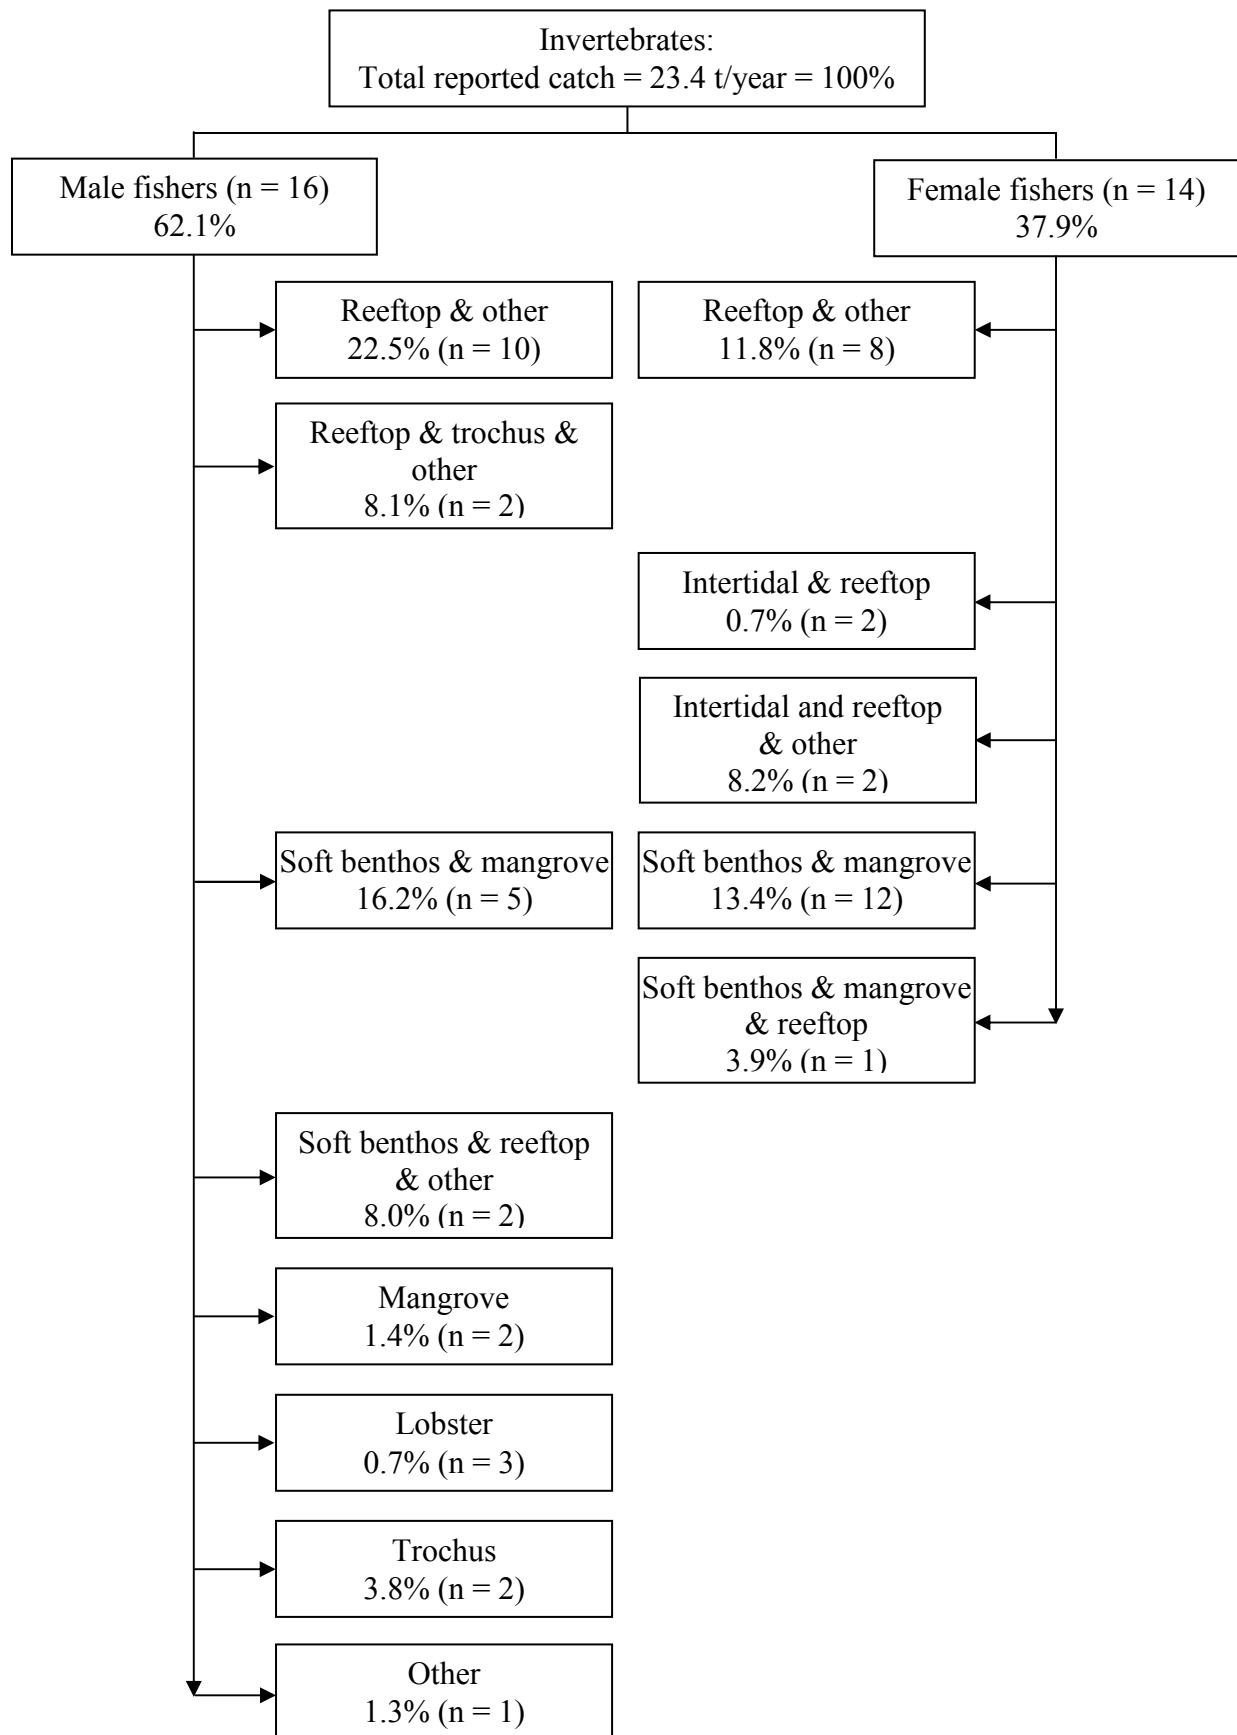 Invertebrates:
Total reported catch = 23.4 t/year = 100%
Male fishers (n = 16)
62.1%
Female fishers (n = 14)
37.9%
Reeftop & other
22.5% (n = 10)
Reeftop & other
11.8% (n = 8)
Reeftop & trochus &
other
8.1% (n = 2)
Intertidal & reeftop
0.7% (n = 2)
Intertidal and reeftop
& other
8.2% (n = 2)
Soft benthos & mangrove
16.2% (n = 5)
Soft benthos & mangrove
13.4% (n = 12)
Soft benthos & mangrove
& reeftop
3.9% (n = 1)
Soft benthos & reeftop
& other
8.0% (n = 2)
Mangrove
1.4% (n = 2)
Lobster
0.7% (n = 3)
Trochus
3.8% (n = 2)
Other
1.3% (n = 1)